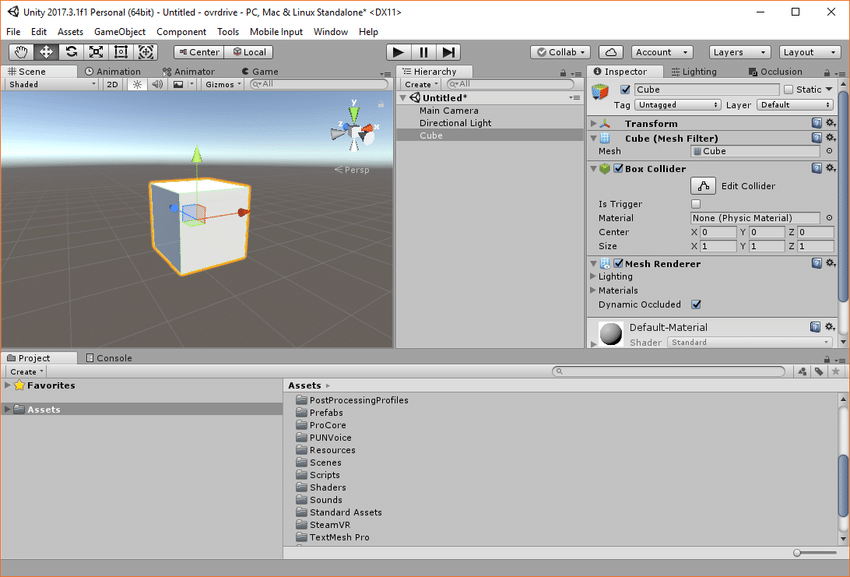 Unity 2017.3.1f1 Personal (64bit) - Untitled - ovrdrive - PC, Mac & Linux Standalone* <DX11>
File Edit Assets GameObject Component Tools Mobile Input Window Help
Center Local Collab Account Layers Layout
Scene Animation Animator Game
Shaded 2D Gizmos All
y
x
z
Persp
Hierarchy
Create All
Untitled*
Main Camera
Directional Light
Cube
Inspector Lighting Occlusion
Cube Static
Tag Untagged Layer Default
Transform
Cube (Mesh Filter)
Mesh Cube
Box Collider
Edit Collider
Is Trigger
Material None (Physic Material)
Center X 0 Y 0 Z 0
Size X 1 Y 1 Z 1
Mesh Renderer
Lighting
Materials
Dynamic Occluded
Default-Material
Shader Standard
Project Console
Create
Favorites
Assets
Assets
PostProcessingProfiles
Prefabs
ProCore
PUNVoice
Resources
Scenes
Scripts
Shaders
Sounds
Standard Assets
SteamVR
TextMesh Pro